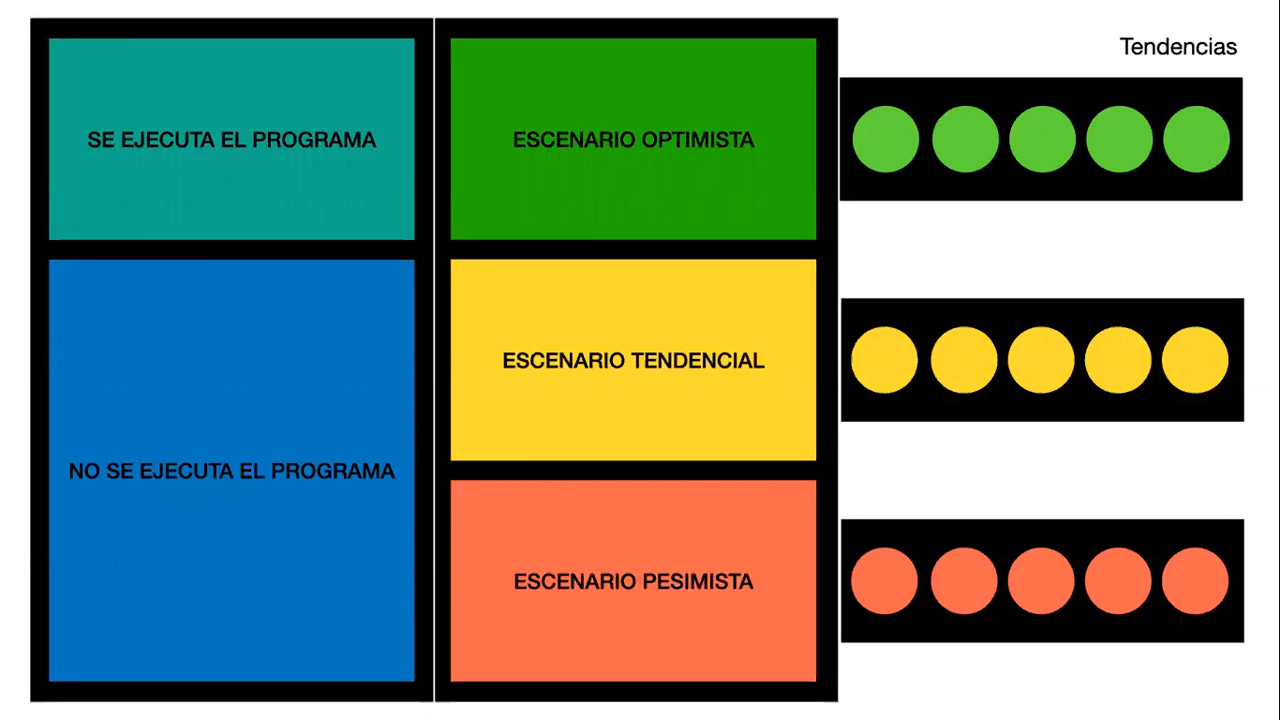 Tendencias
SE EJECUTA EL PROGRAMA
ESCENARIO OPTIMISTA
ESCENARIO TENDENCIAL
NO SE EJECUTA EL PROGRAMA
ESCENARIO PESIMISTA